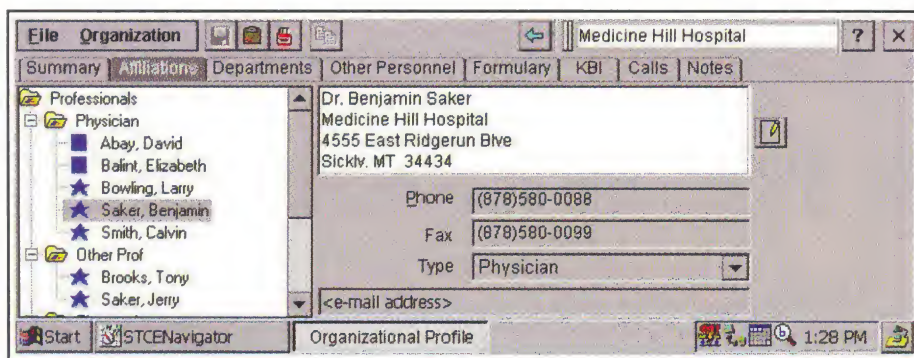 File Organization Medicine Hill Hospital ? ×
Summary Affiliations Departments Other Personnel Formulary KBI Calls Notes
Professionals
Physician
Abay, David
Balint, Elizabeth
Bowling, Larry
Saker, Benjamin
Smith, Calvin
Other Prof
Brooks, Tony
Saker, Jerry
Dr. Benjamin Saker
Medicine Hill Hospital
4555 East Ridgerun Blve
Sickly, MT 34434
Phone (878)580-0088
Fax (878)580-0099
Type Physician
<e-mail address>
Start STCENavigator Organizational Profile 1:28 PM